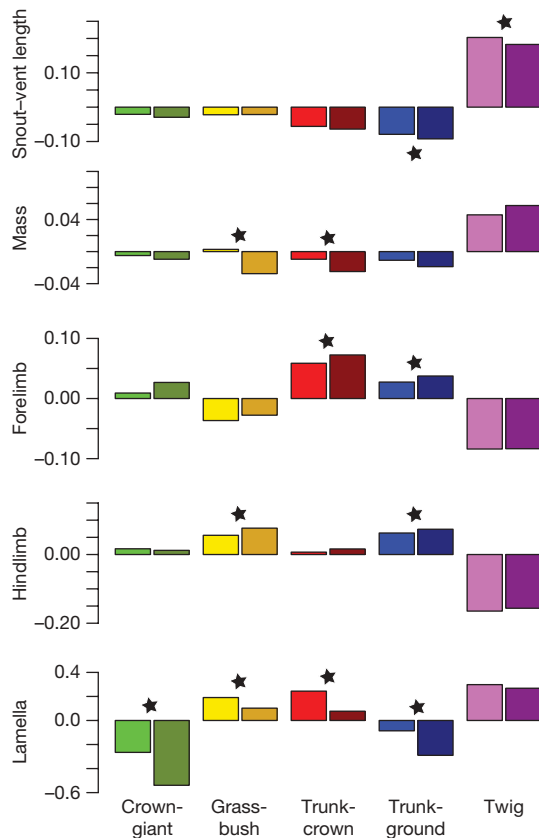 Snout–vent length
0.10
–0.10
Mass
0.04
–0.04
Forelimb
0.10
0.00
–0.10
Hindlimb
0.00
–0.20
Lamella
0.4
0.0
–0.6
Crown-
giant
Grass-
bush
Trunk-
crown
Trunk-
ground
Twig